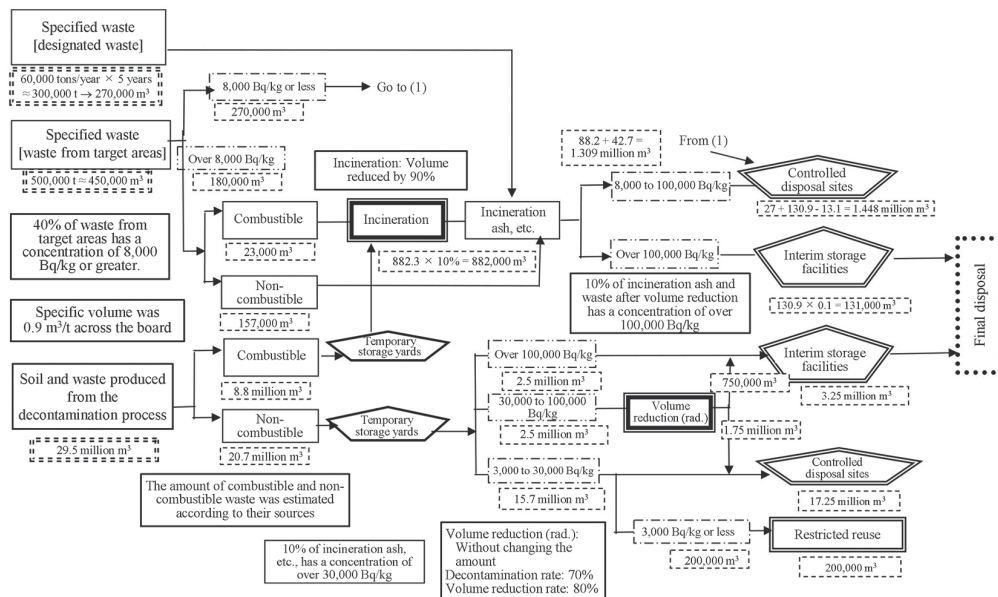 Specified waste
[designated waste]
60,000 tons/year × 5 years
≈ 300,000 t → 270,000 m³
8,000 Bq/kg or less
Go to (1)
270,000 m³
Specified waste
[waste from target areas]
500,000 t ≈ 450,000 m³
Over 8,000 Bq/kg
180,000 m³
Incineration: Volume
reduced by 90%
88.2 + 42.7 =
1.309 million m³
From (1)
8,000 to 100,000 Bq/kg
Controlled
disposal sites
27 + 130.9 - 13.1 = 1.448 million m³
40% of waste from
target areas has a
concentration of 8,000
Bq/kg or greater.
Combustible
23,000 m³
Incineration
Incineration
ash, etc.
882.3 × 10% = 882,000 m³
Over 100,000 Bq/kg
Interim storage
facilities
130.9 × 0.1 = 131,000 m³
Non-
combustible
157,000 m³
10% of incineration ash and
waste after volume reduction
has a concentration of over
100,000 Bq/kg
Final disposal
Specific volume was
0.9 m³/t across the board
Soil and waste produced
from the
decontamination process
29.5 million m³
Combustible
8.8 million m³
Temporary
storage yards
Non-
combustible
20.7 million m³
Temporary
storage yards
Over 100,000 Bq/kg
2.5 million m³
Interim storage
facilities
750,000 m³
3.25 million m³
30,000 to 100,000
Bq/kg
2.5 million m³
Volume
reduction (rad.)
1.75 million m³
3,000 to 30,000 Bq/kg
15.7 million m³
Controlled
disposal sites
17.25 million m³
3,000 Bq/kg or less
200,000 m³
Restricted reuse
200,000 m³
The amount of combustible and non-
combustible waste was estimated
according to their sources
10% of incineration ash,
etc., has a concentration of
over 30,000 Bq/kg
Volume reduction (rad.):
Without changing the
amount
Decontamination rate: 70%
Volume reduction rate: 80%